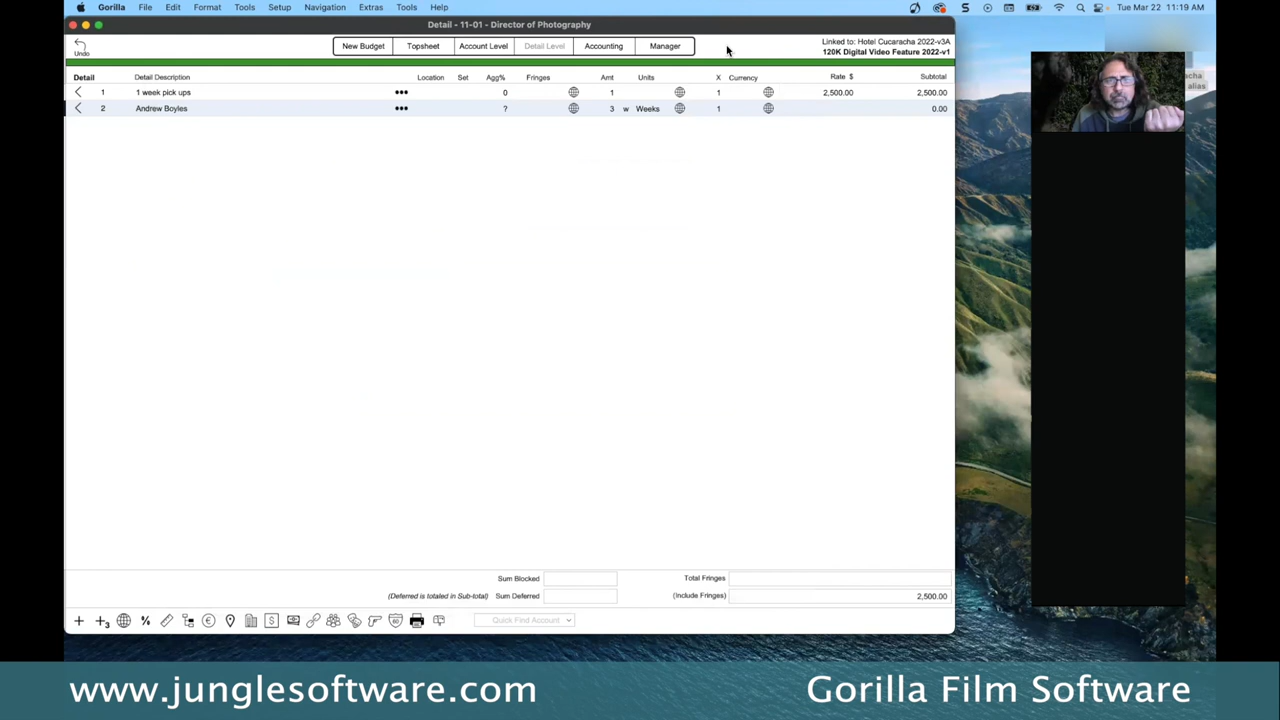 Gorilla File Edit Format Tools Setup Navigation Extras Tools Help
Tue Mar 22 11:19 AM
Detail - 11-01 - Director of Photography
Undo
New Budget Topsheet Account Level Detail Level Accounting Manager
Linked to: Hotel Cucaracha 2022-v3A
120K Digital Video Feature 2022-v1
Detail Detail Description Location Set Agg% Fringes Amt Units X Currency Rate $ Subtotal
1 1 week pick ups ••• 0 1 1 2,500.00 2,500.00
2 Andrew Boyles ••• ? 3 w Weeks 1 0.00
acha
alias
Sum Blocked Total Fringes
(Deferred is totaled in Sub-total) Sum Deferred (Include Fringes) 2,500.00
Quick Find Account
www.junglesoftware.com Gorilla Film Software